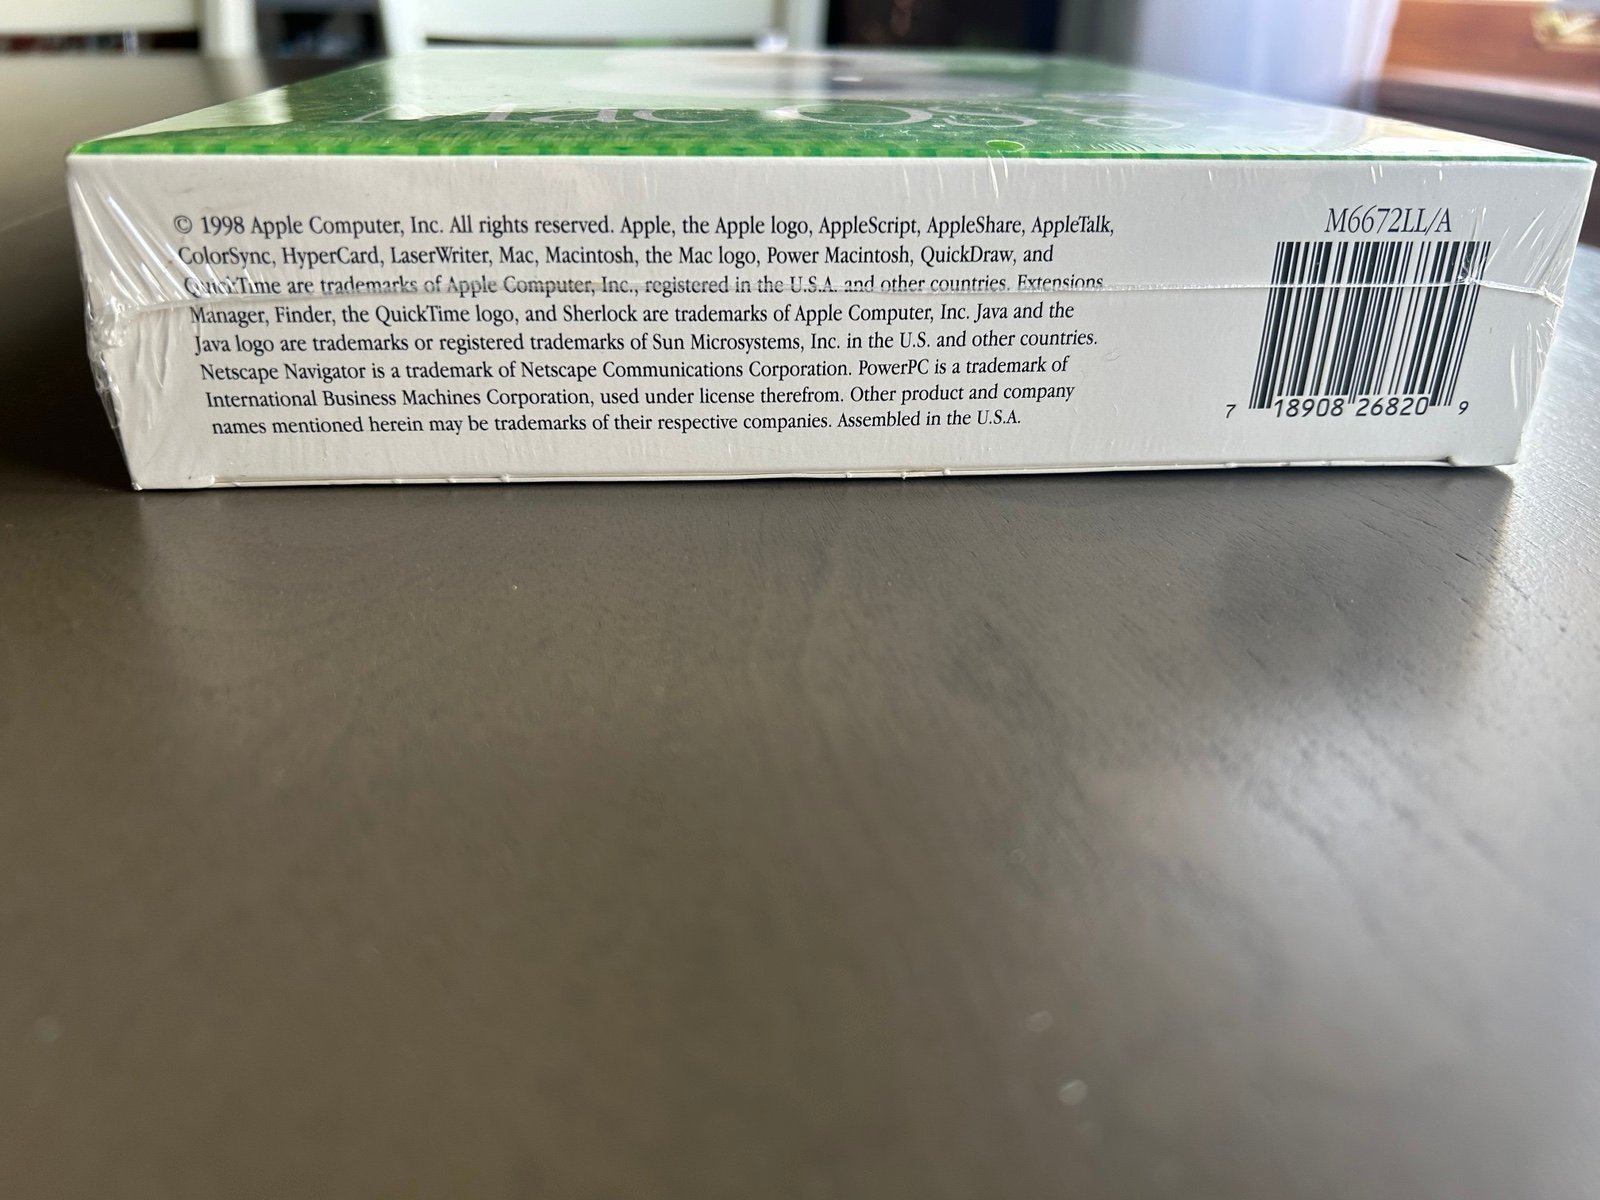 Mac OS 8
© 1998 Apple Computer, Inc. All rights reserved. Apple, the Apple logo, AppleScript, AppleShare, AppleTalk,
ColorSync, HyperCard, LaserWriter, Mac, Macintosh, the Mac logo, Power Macintosh, QuickDraw, and
QuickTime are trademarks of Apple Computer, Inc., registered in the U.S.A. and other countries. Extensions
Manager, Finder, the QuickTime logo, and Sherlock are trademarks of Apple Computer, Inc. Java and the
Java logo are trademarks or registered trademarks of Sun Microsystems, Inc. in the U.S. and other countries.
Netscape Navigator is a trademark of Netscape Communications Corporation. PowerPC is a trademark of
International Business Machines Corporation, used under license therefrom. Other product and company
names mentioned herein may be trademarks of their respective companies. Assembled in the U.S.A.
M6672LL/A
7 18908 26820 9